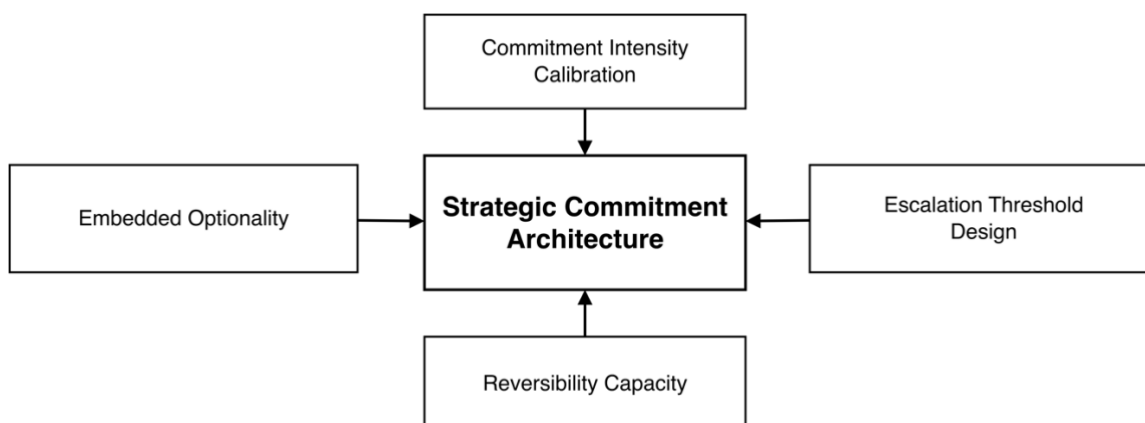 Commitment Intensity
Calibration
Embedded Optionality
Strategic Commitment
Architecture
Escalation Threshold
Design
Reversibility Capacity